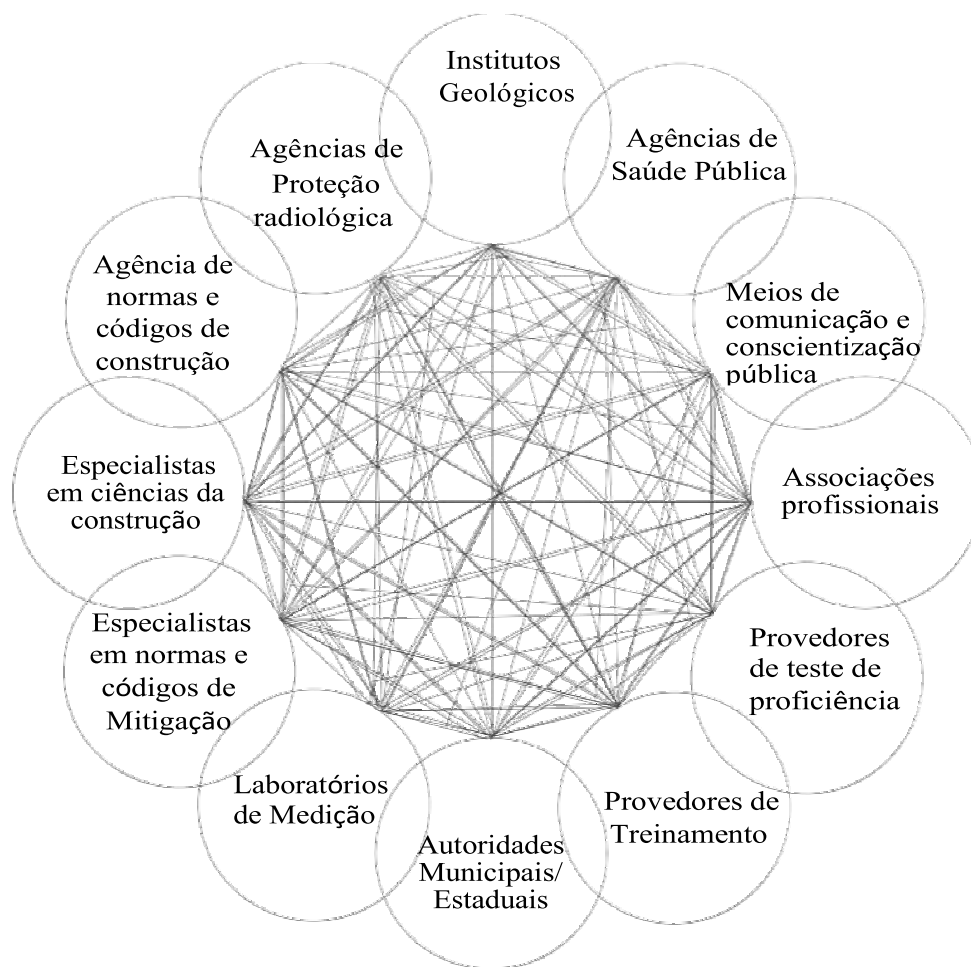 Institutos
Geológicos
Agências de
Saúde Pública
Meios de
comunicação e
conscientização
pública
Associações
profissionais
Provedores
de teste de
proficiência
Provedores de
Treinamento
Autoridades
Municipais/
Estaduais
Laboratórios
de Medição
Especialistas
em normas e
códigos de
Mitigação
Especialistas
em ciências da
construção
Agência de
normas e
códigos de
construção
Agências de
Proteção
radiológica